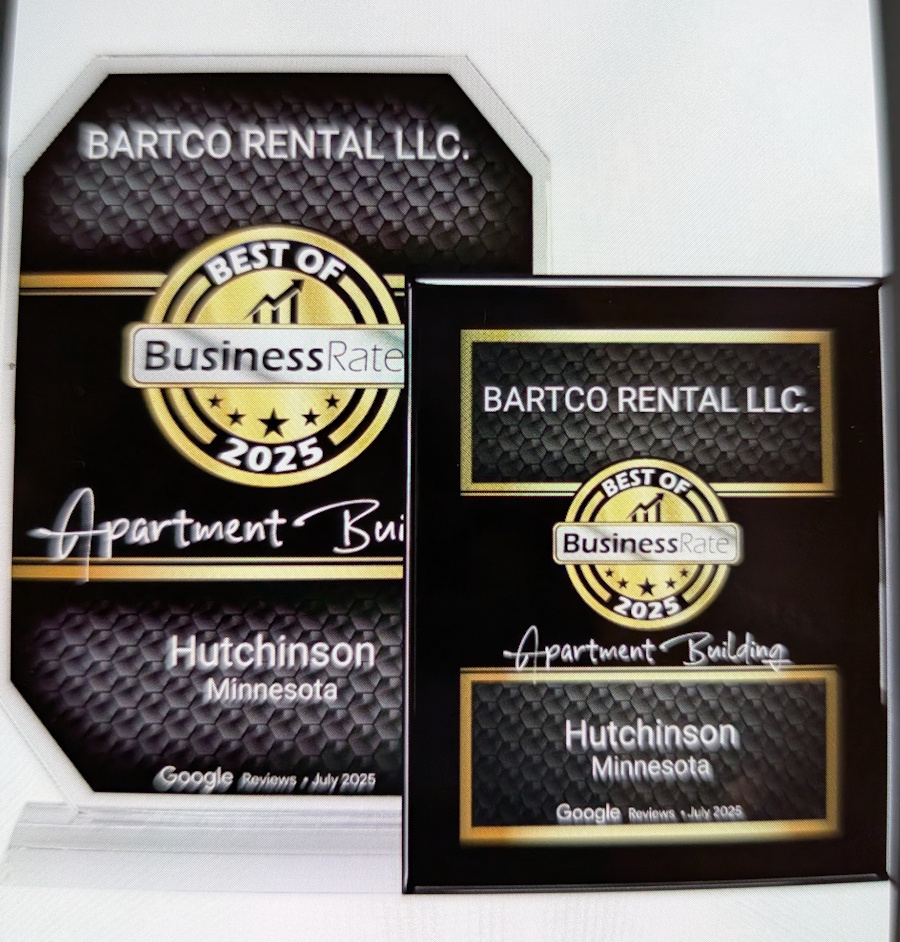 BARTCO RENTAL LLC.
BEST OF
BusinessRate
2025
Apartment Bui
Hutchinson
Minnesota
Google Reviews • July 2025
BARTCO RENTAL LLC.
BEST OF
BusinessRate
2025
Apartment Building
Hutchinson
Minnesota
Google Reviews • July 2025